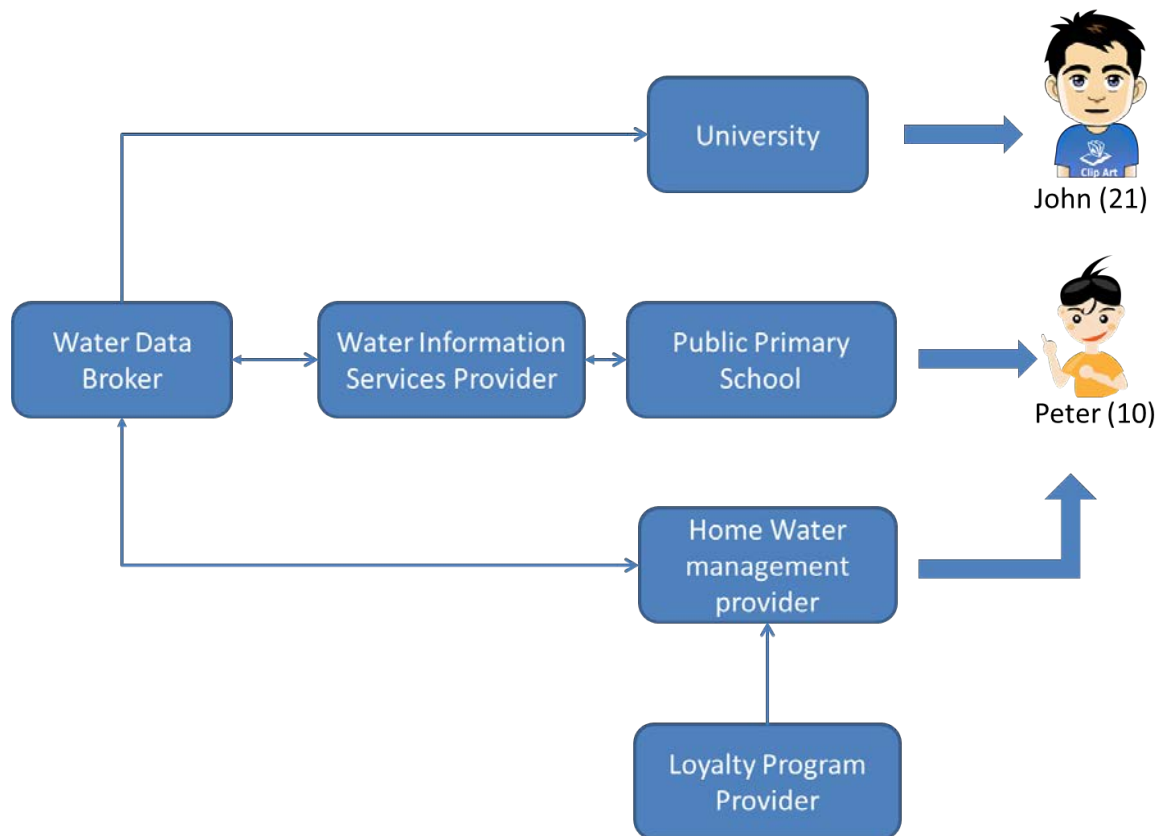 University
Clip Art
John (21)
Water Data
Broker
Water Information
Services Provider
Public Primary
School
Peter (10)
Home Water
management
provider
Loyalty Program
Provider